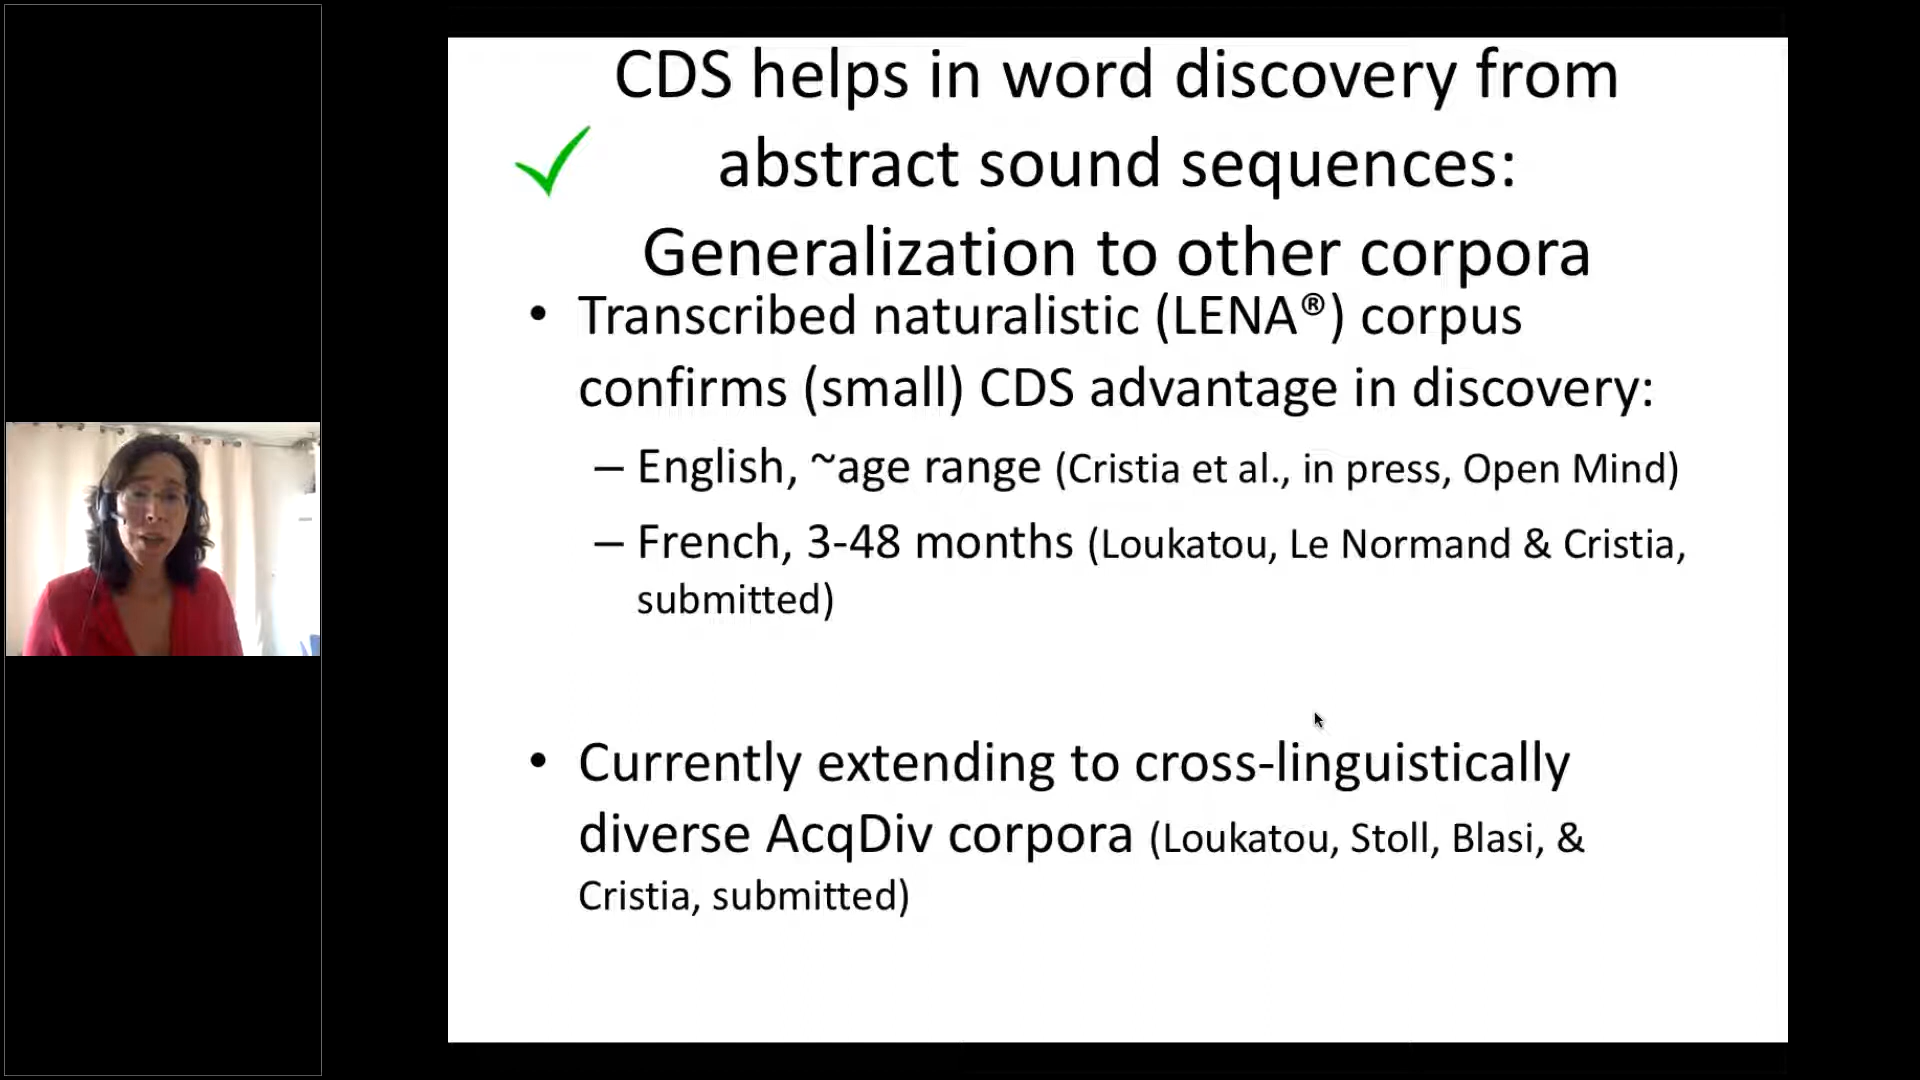 CDS helps in word discovery from
abstract sound sequences:
Generalization to other corpora
• Transcribed naturalistic (LENA®) corpus
confirms (small) CDS advantage in discovery:
– English, ~age range (Cristia et al., in press, Open Mind)
– French, 3-48 months (Loukatou, Le Normand & Cristia,
submitted)
• Currently extending to cross-linguistically
diverse AcqDiv corpora (Loukatou, Stoll, Blasi, &
Cristia, submitted)